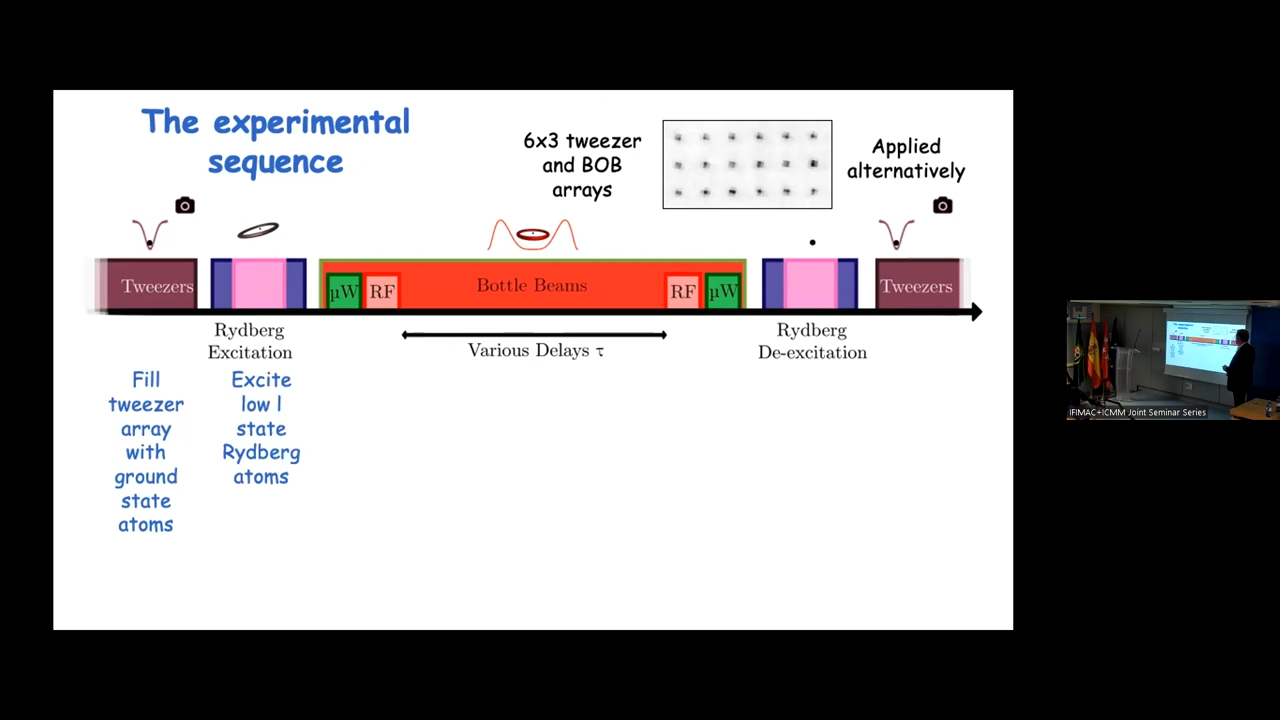 The experimental
sequence
6x3 tweezer
and BOB
arrays
Applied
alternatively
Tweezers
µW
RF
Bottle Beams
RF
µW
Tweezers
Rydberg
Excitation
Various Delays τ
Rydberg
De-excitation
Fill
tweezer
array
with
ground
state
atoms
Excite
low l
state
Rydberg
atoms
IFIMAC+ICMM Joint Seminar Series